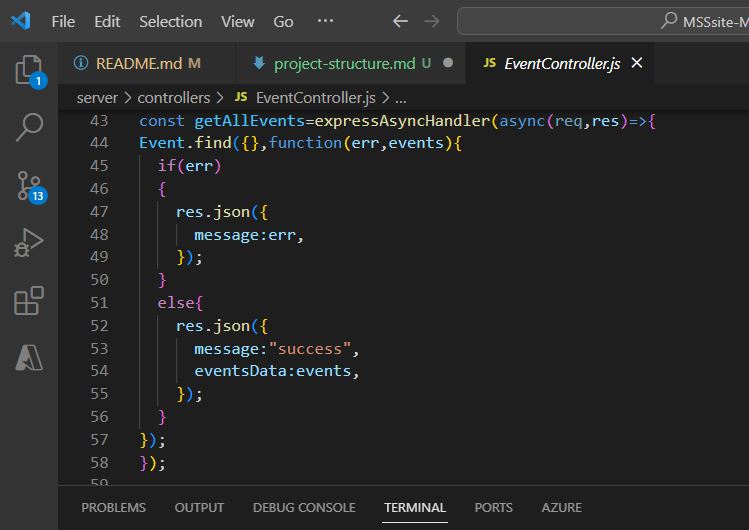 File Edit Selection View Go ··· MSSsite-M
README.md M project-structure.md U JS EventController.js
1
server > controllers > JS EventController.js > ...
43 const getAllEvents=expressAsyncHandler(async(req,res)=>{
44 Event.find({},function(err,events){
45 if(err)
46 {
47 res.json({
48 message:err,
49 });
50 }
51 else{
52 res.json({
53 message:"success",
54 eventsData:events,
55 });
56 }
57 });
58 });
59
13
PROBLEMS OUTPUT DEBUG CONSOLE TERMINAL PORTS AZURE